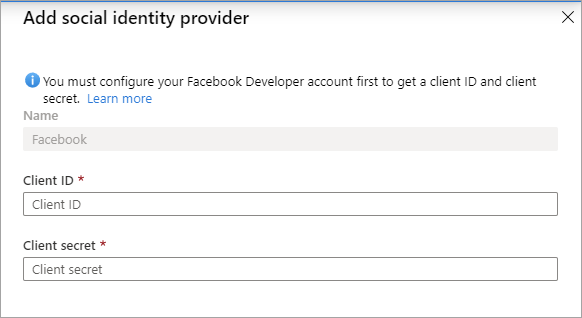 Add social identity provider
You must configure your Facebook Developer account first to get a client ID and client
secret. Learn more
Name
Facebook
Client ID *
Client ID
Client secret *
Client secret